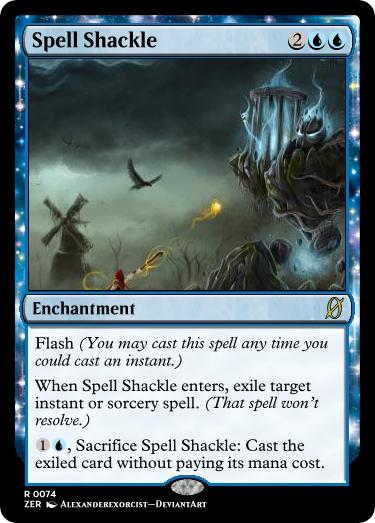 Spell Shackle 2
Enchantment
Flash (You may cast this spell any time you
could cast an instant.)
When Spell Shackle enters, exile target
instant or sorcery spell. (That spell won't
resolve.)
1 , Sacrifice Spell Shackle: Cast the
exiled card without paying its mana cost.
R 0074
ZER Alexanderexorcist—DeviantArt